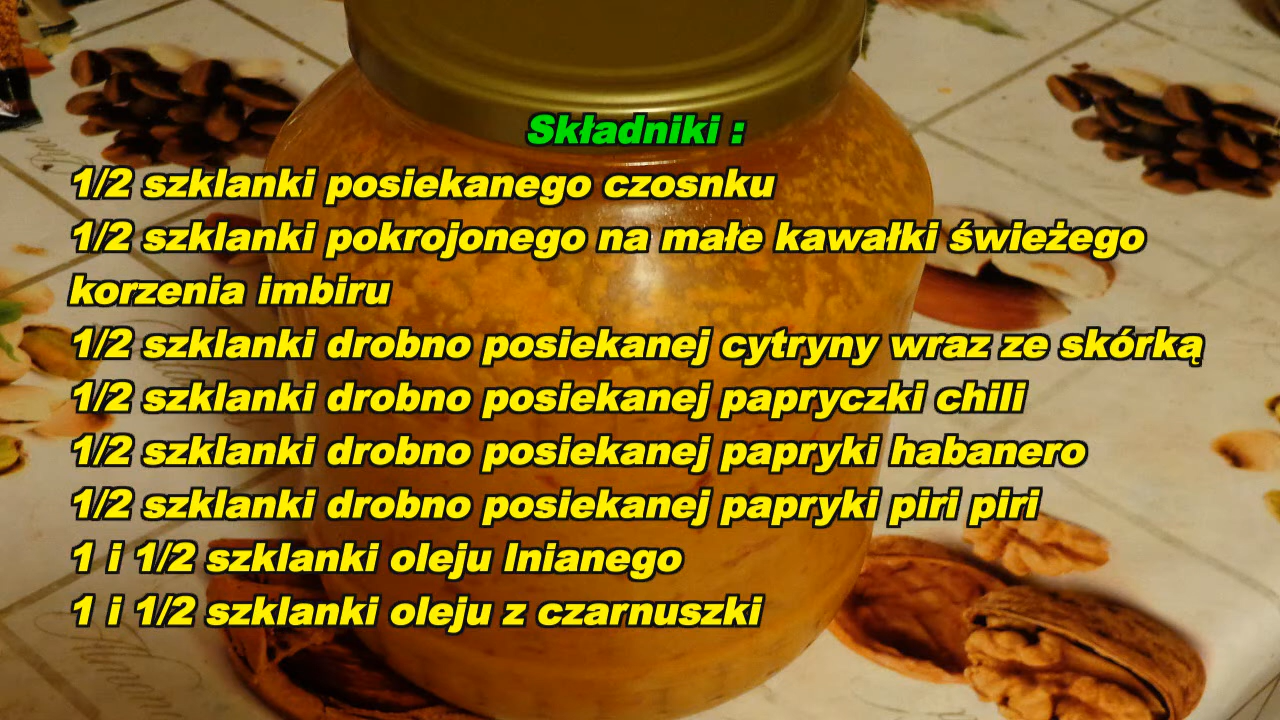 Składniki :
1/2 szklanki posiekanego czosnku
1/2 szklanki pokrojonego na małe kawałki świeżego
korzenia imbiru
1/2 szklanki drobno posiekanej cytryny wraz ze skórką
1/2 szklanki drobno posiekanej papryczki chili
1/2 szklanki drobno posiekanej papryki habanero
1/2 szklanki drobno posiekanej papryki piri piri
1 i 1/2 szklanki oleju lnianego
1 i 1/2 szklanki oleju z czarnuszki